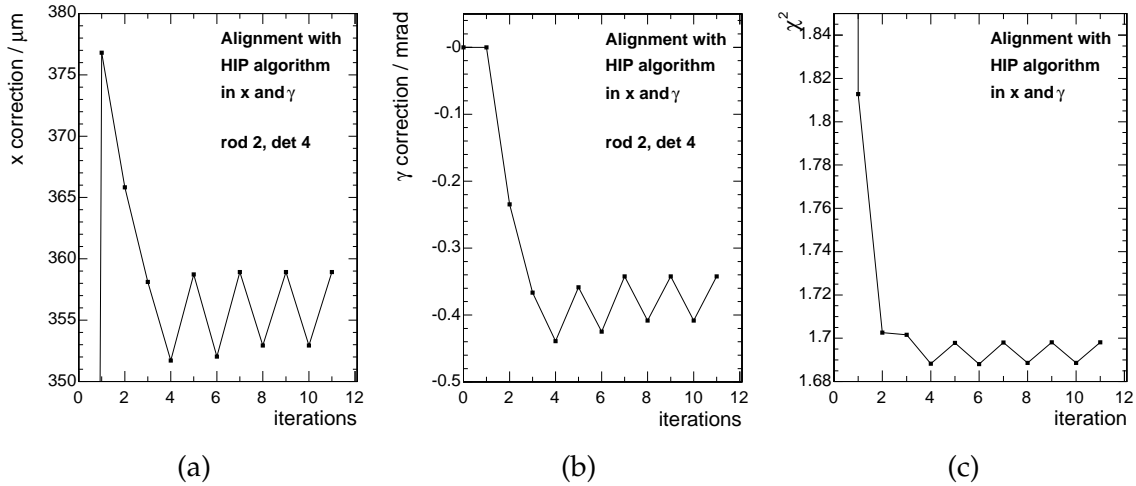 x correction / μm
380
375
370
365
360
355
350
0 2 4 6 8 10 12
iterations
Alignment with
HIP algorithm
in x and γ
rod 2, det 4
(a)
γ correction / mrad
-0
-0.1
-0.2
-0.3
-0.4
-0.5
0 2 4 6 8 10 12
iterations
Alignment with
HIP algorithm
in x and γ
rod 2, det 4
(b)
χ²
1.84
1.82
1.8
1.78
1.76
1.74
1.72
1.7
1.68
0 2 4 6 8 10 12
iteration
Alignment with
HIP algorithm
in x and γ
(c)